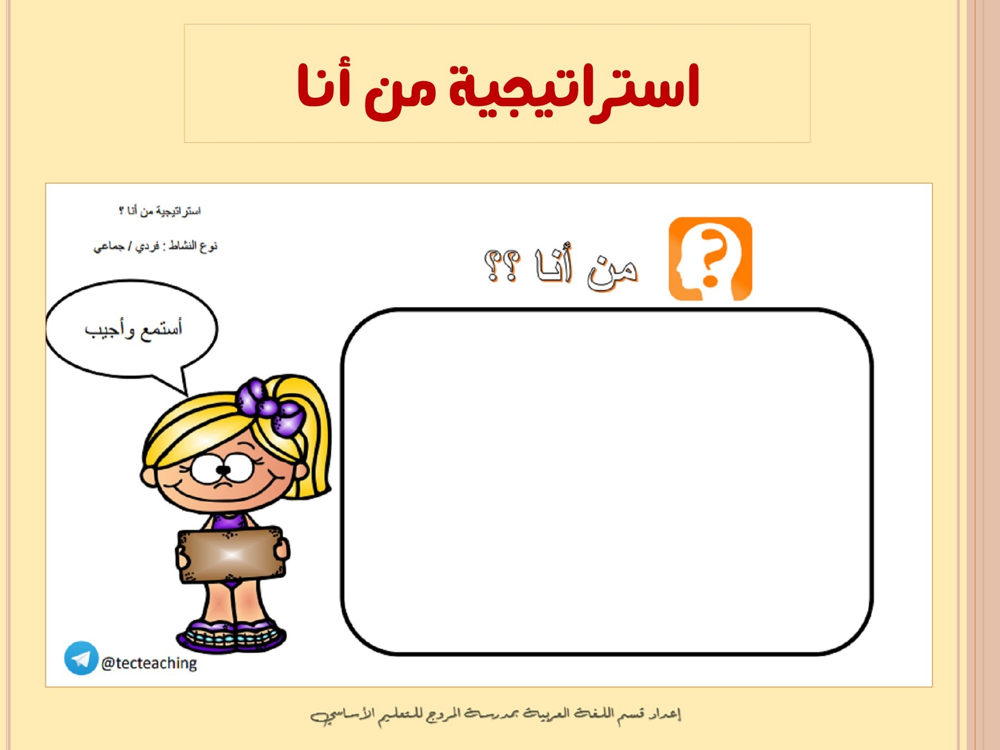 استراتيجية من أنا
استراتيجية من أنا ؟
نوع النشاط : فردي / جماعي
من أنا ؟؟
أستمع وأجيب
@tecteaching
إعداد قسم اللغة العربية بمدرسة المروج للتعليم الأساسي